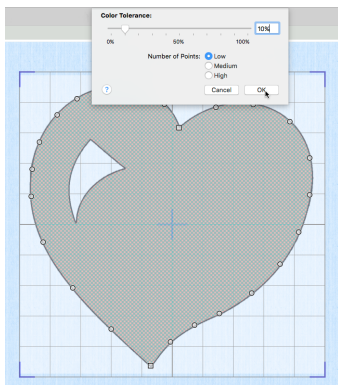 Color Tolerance:
10%
0% 50% 100%
Number of Points: Low
Medium
High
?
Cancel OK